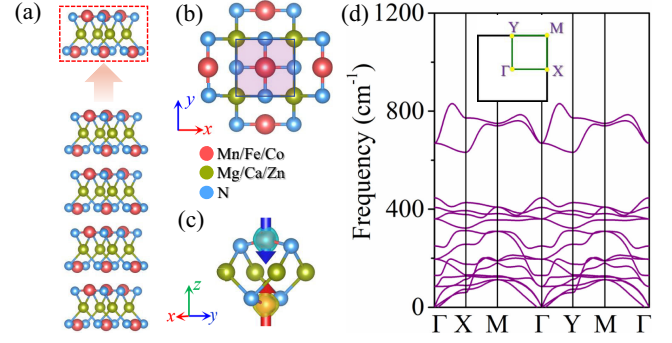 (a)
(b)
y
x
Mn/Fe/Co
Mg/Ca/Zn
N
(c)
z
x
y
(d)
Frequency (cm⁻¹)
1200
800
400
0
Y
M
Γ
X
Γ X M Γ Y M Γ